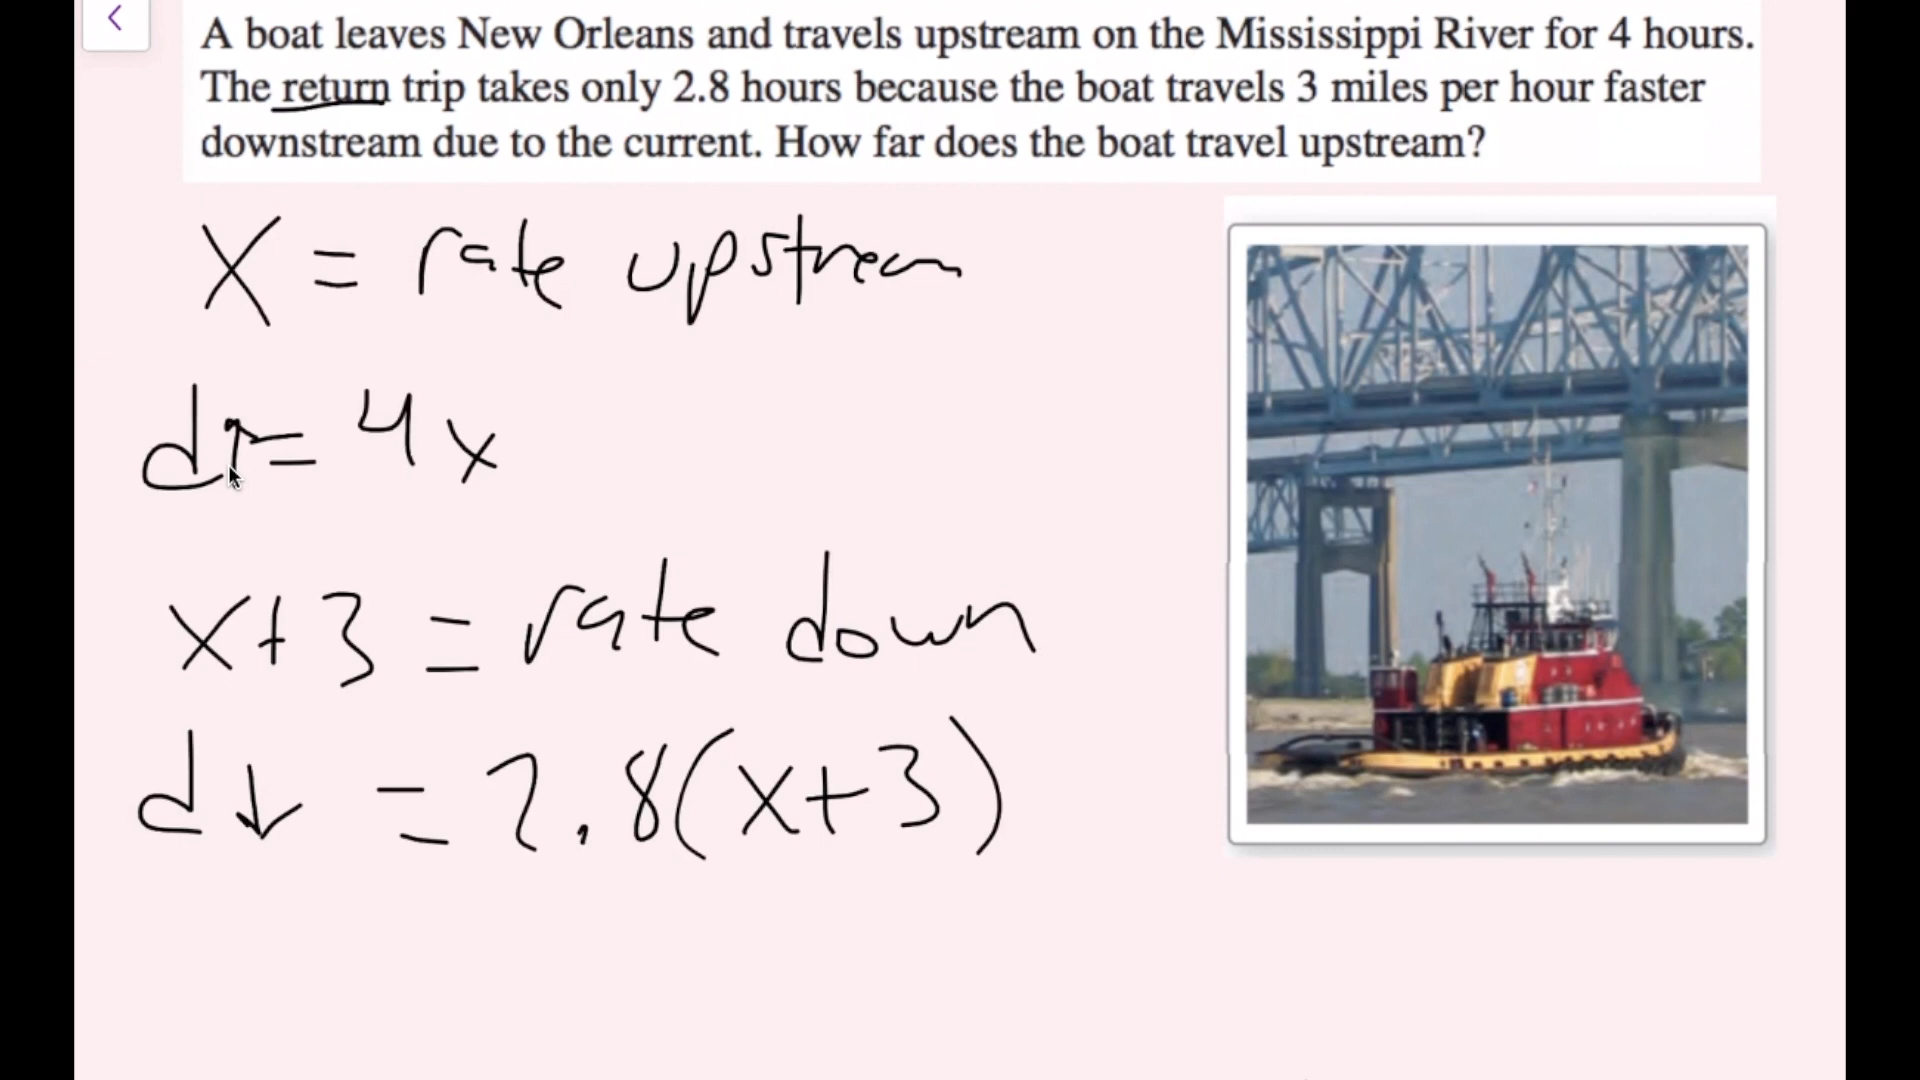 A boat leaves New Orleans and travels upstream on the Mississippi River for 4 hours.
The return trip takes only 2.8 hours because the boat travels 3 miles per hour faster
downstream due to the current. How far does the boat travel upstream?
X = rate upstream
d↑ = 4x
x+3 = rate down
d↓ = 2.8(x+3)